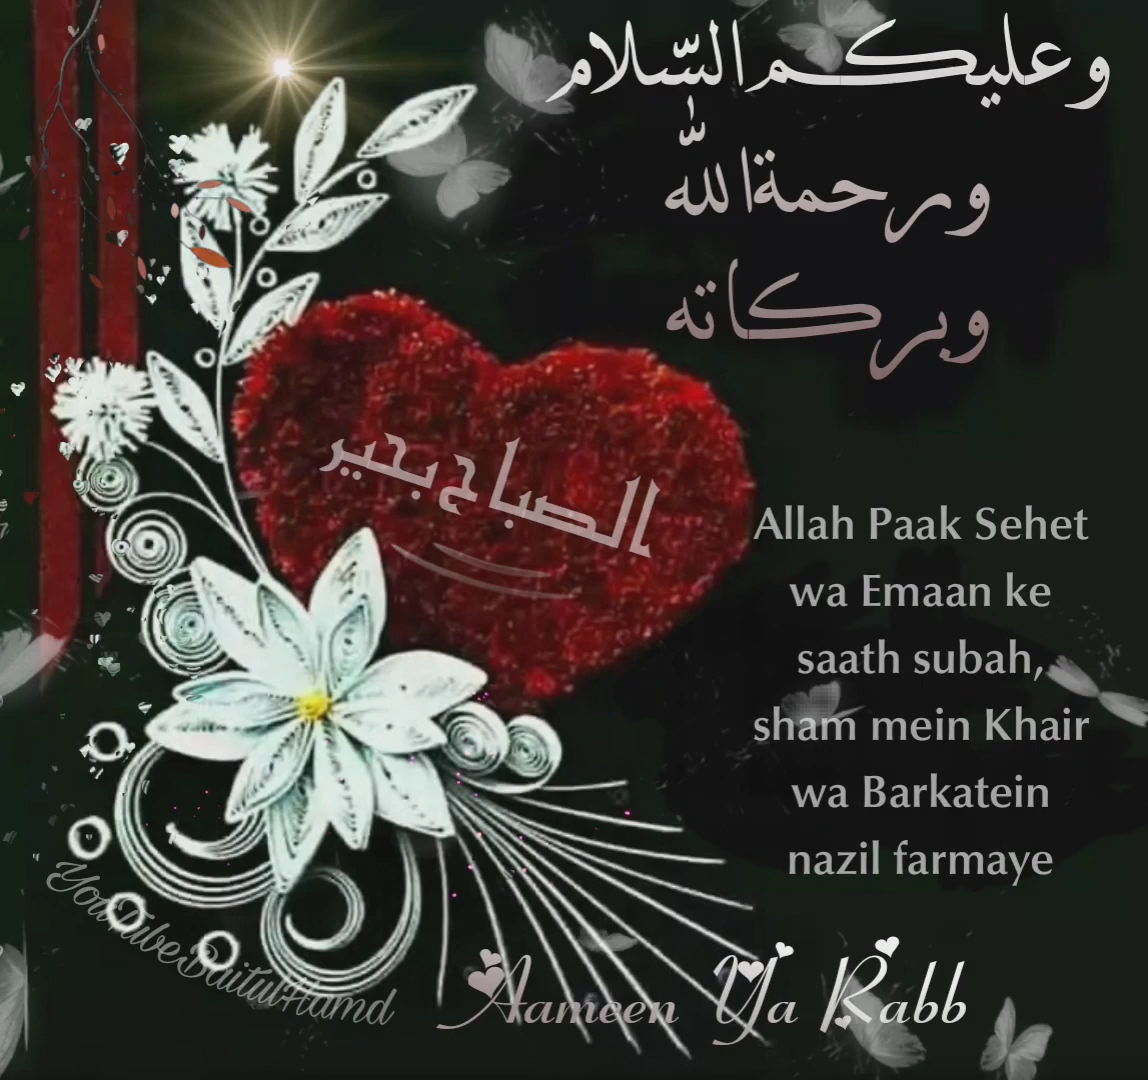 وعليكم السّلام
ورحمة اللّٰه
وبركاته
الصباح بخير
Allah Paak Sehet
wa Emaan ke
saath subah,
sham mein Khair
wa Barkatein
nazil farmaye
Aameen Ya Rabb
YouTubeBaitulHamd